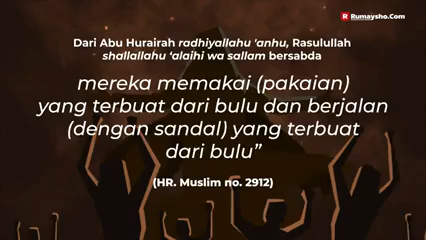 Rumaysho.Com
Dari Abu Hurairah radhiyallahu 'anhu, Rasulullah
shallallahu ‘alaihi wa sallam bersabda
mereka memakai (pakaian)
yang terbuat dari bulu dan berjalan
(dengan sandal) yang terbuat
dari bulu”
(HR. Muslim no. 2912)